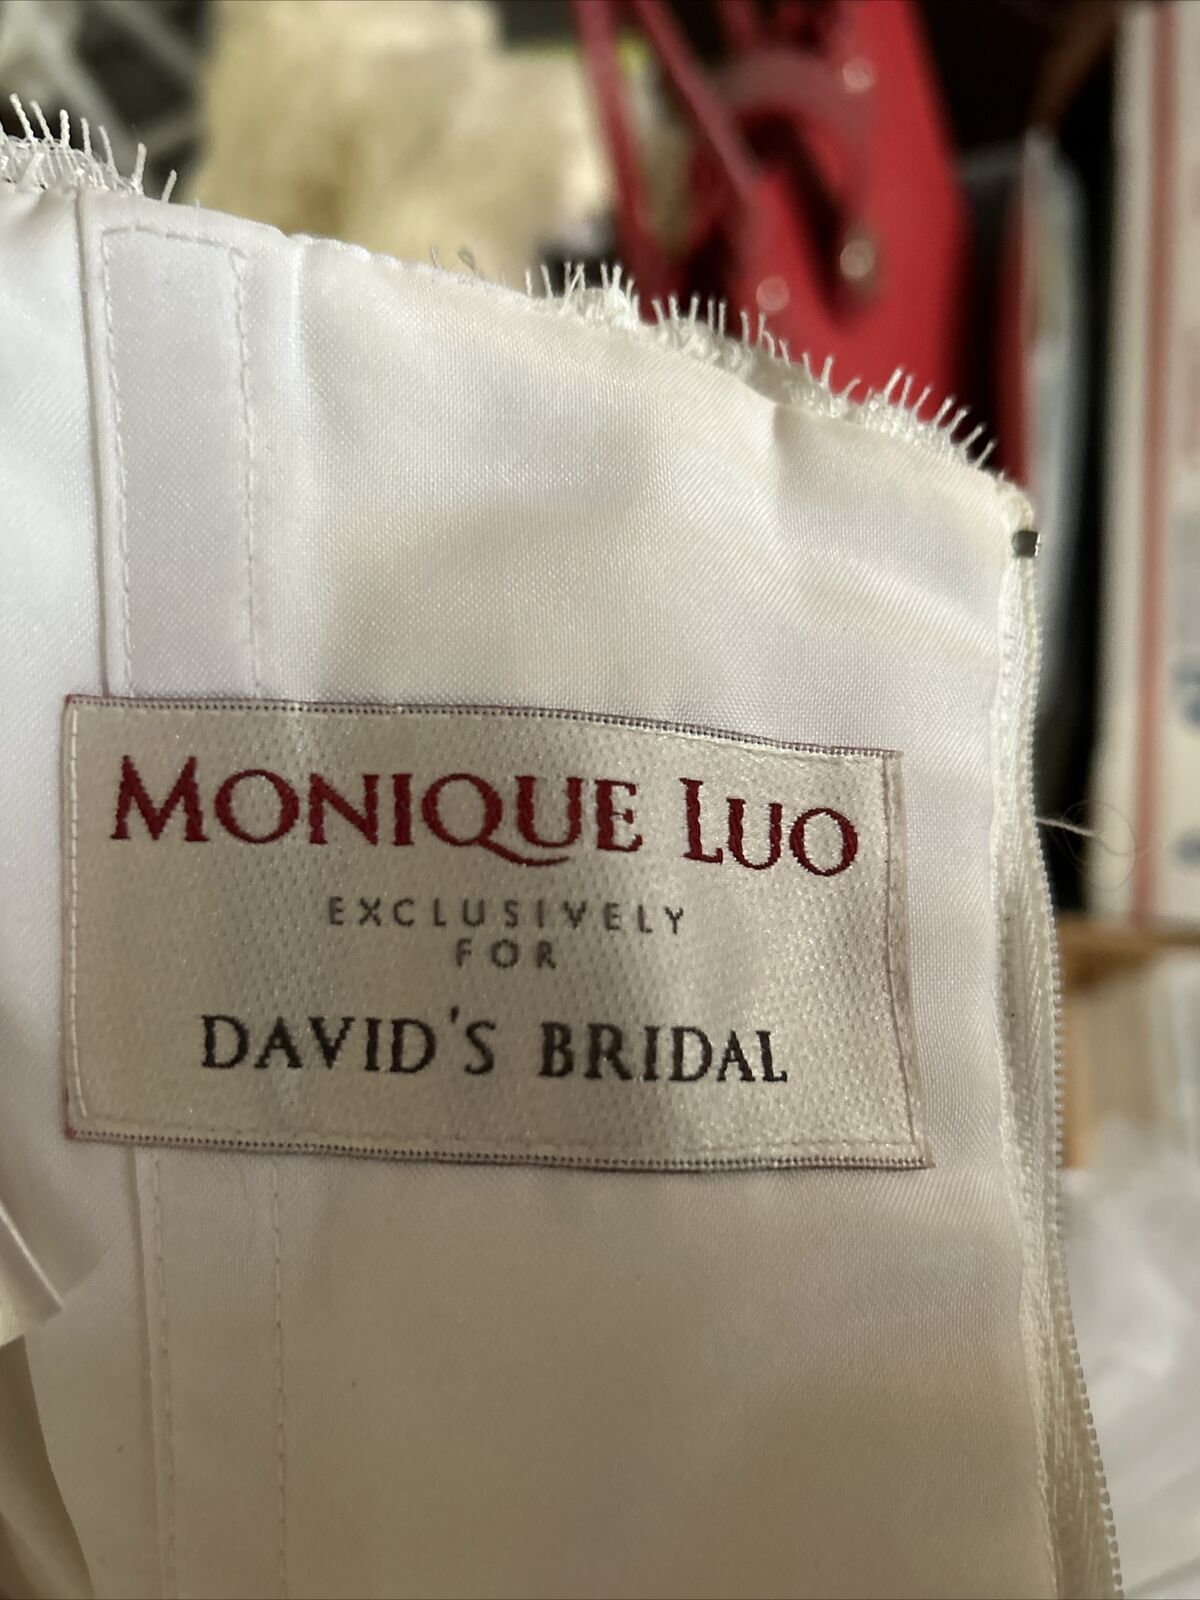 MONIQUE LUO
EXCLUSIVELY
FOR
DAVID'S BRIDAL